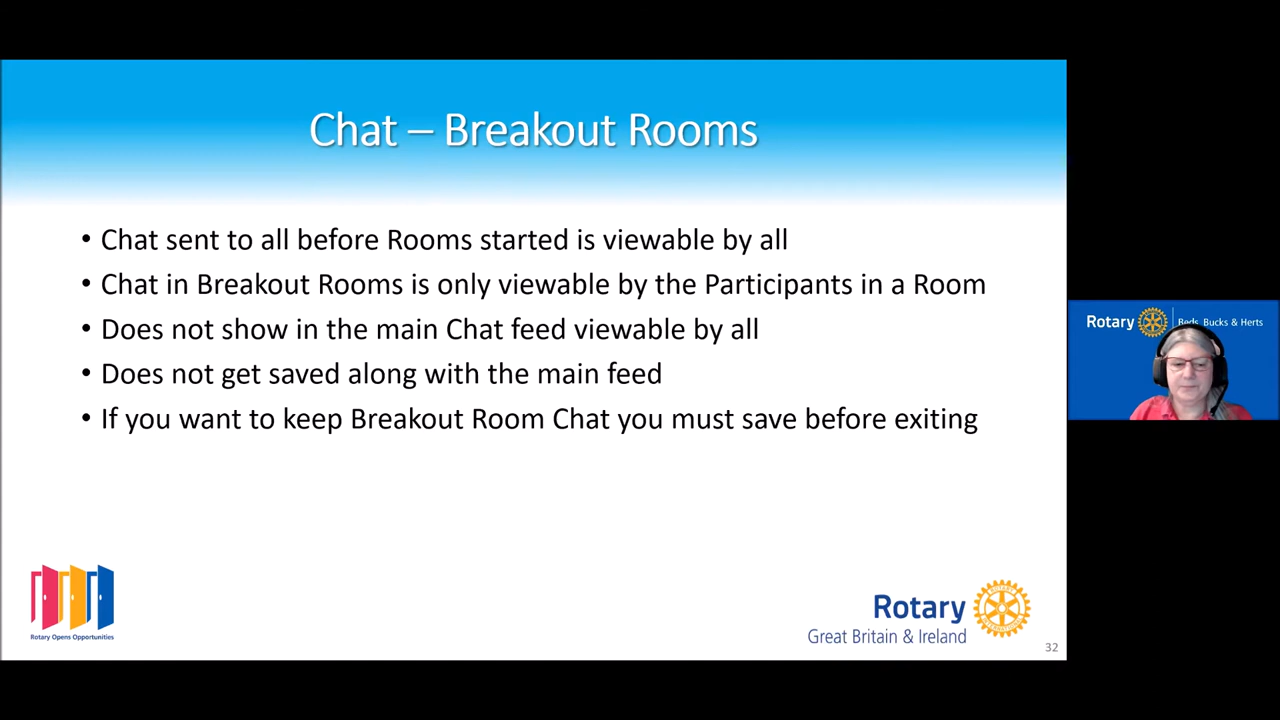 Chat – Breakout Rooms
• Chat sent to all before Rooms started is viewable by all
• Chat in Breakout Rooms is only viewable by the Participants in a Room
• Does not show in the main Chat feed viewable by all
• Does not get saved along with the main feed
• If you want to keep Breakout Room Chat you must save before exiting
Rotary Opens Opportunities
Rotary
Great Britain & Ireland
32
Rotary
Beds, Bucks & Herts